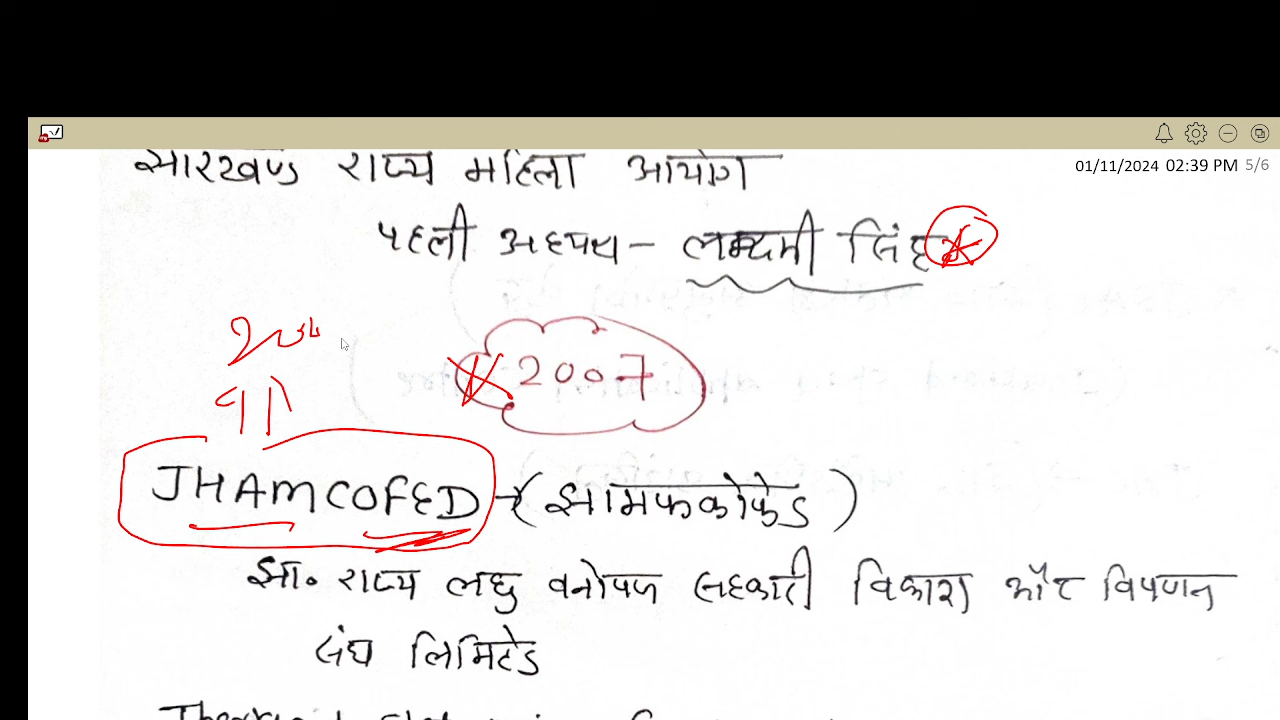 01/11/2024 02:39 PM 5/6
झारखण्ड राज्य महिला आयोग
पहली अध्यक्ष – लक्ष्मी सिंह
2007
JHAMCOFED → (झामफकोफेड)
झा. राज्य लघु वनोपज सहकारी विकास और विपणन
संघ लिमिटेड